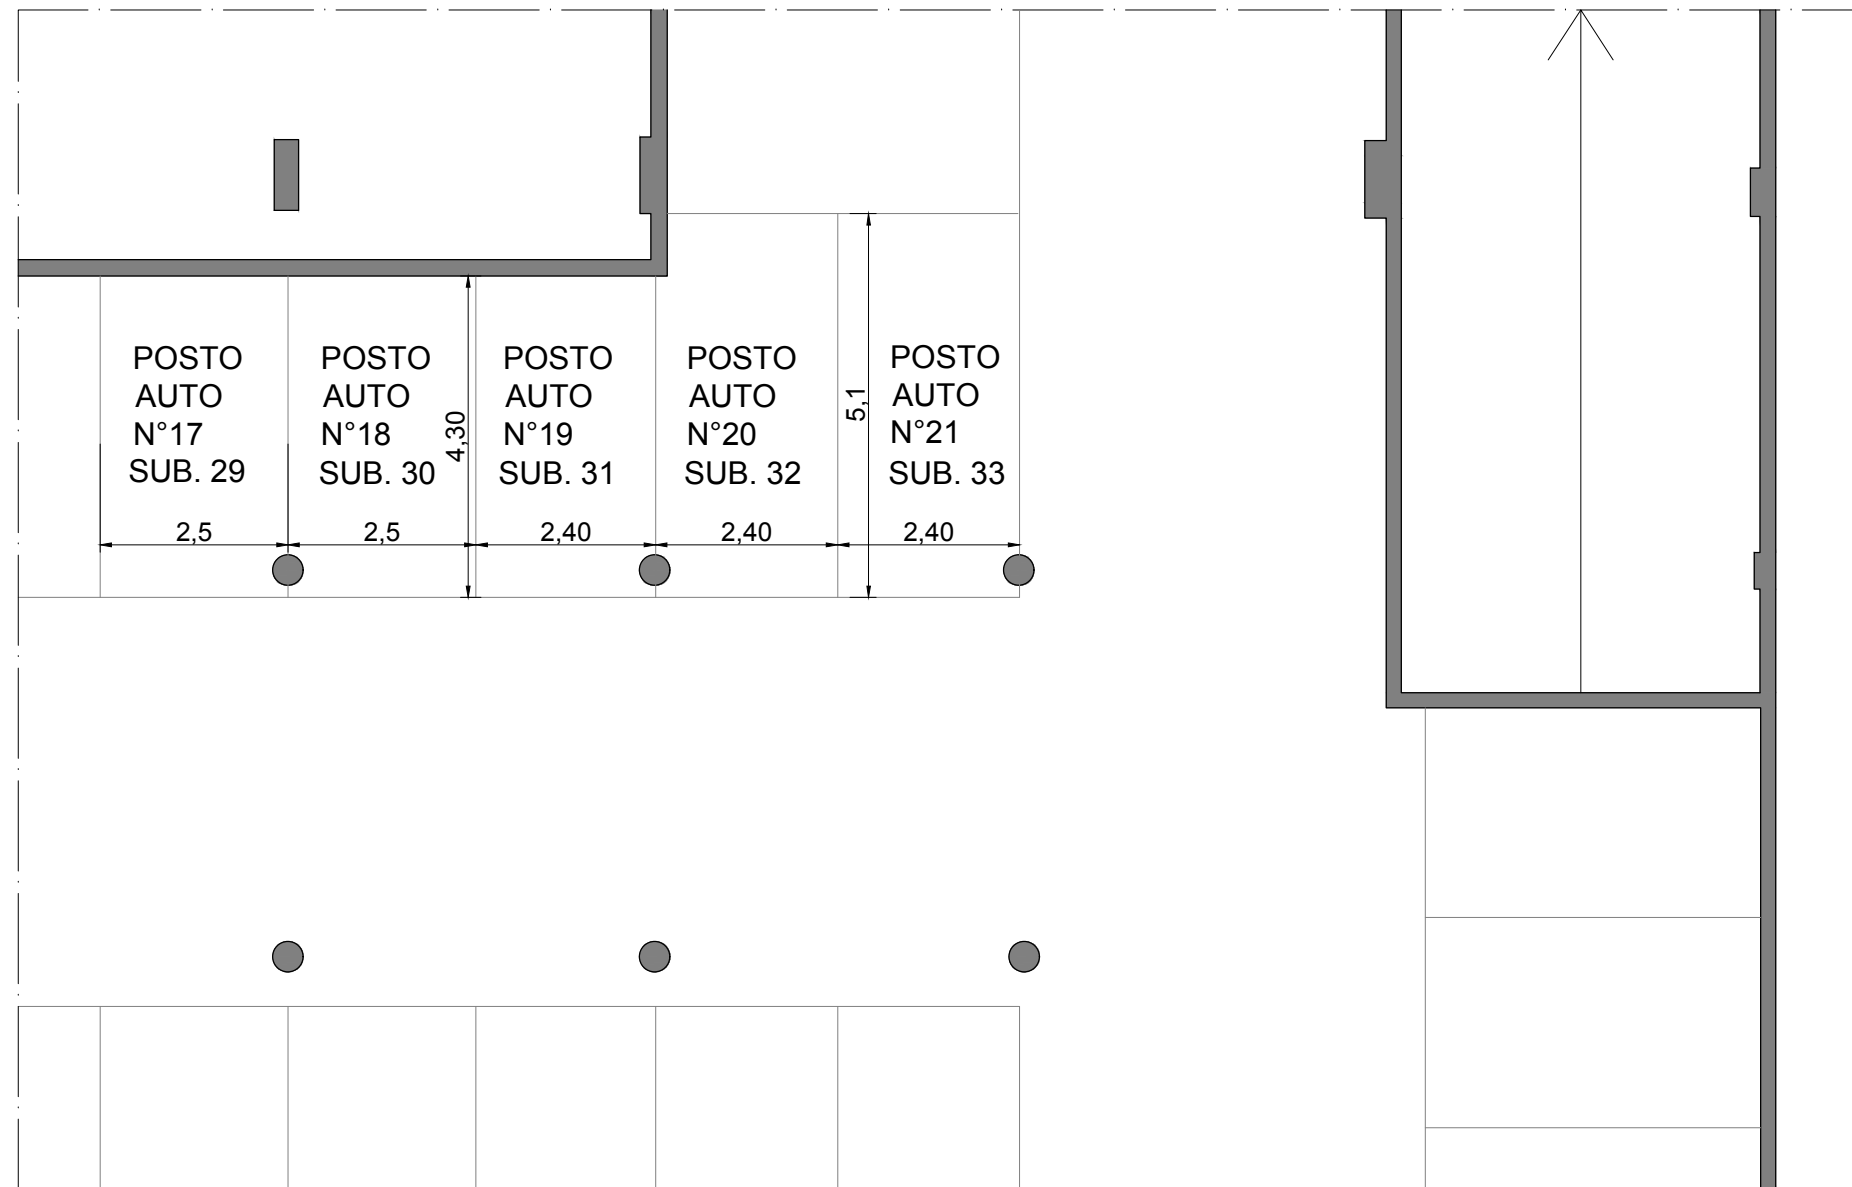 POSTO
AUTO
N°17
SUB. 29
POSTO
AUTO
N°18
SUB. 30
4,30
POSTO
AUTO
N°19
SUB. 31
POSTO
AUTO
N°20
SUB. 32
5,1
POSTO
AUTO
N°21
SUB. 33
2,5
2,5
2,40
2,40
2,40